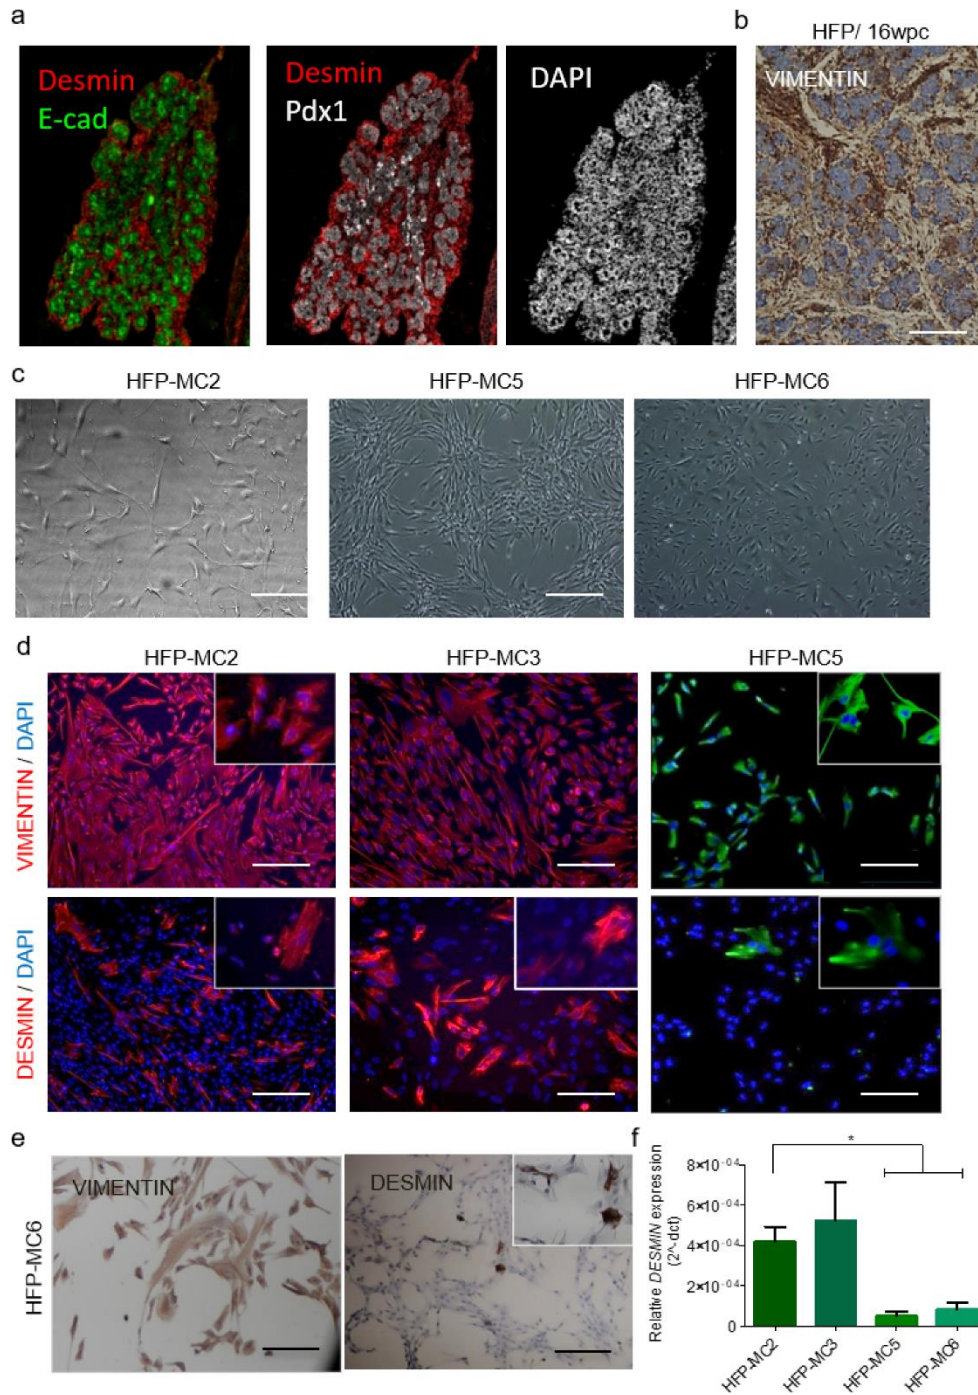 a
Desmin
E-cad
Desmin
Pdx1
DAPI
b
HFP/ 16wpc
VIMENTIN
c
HFP-MC2
HFP-MC5
HFP-MC6
d
HFP-MC2
HFP-MC3
HFP-MC5
VIMENTIN / DAPI
DESMIN / DAPI
e
HFP-MC6
VIMENTIN
DESMIN
f
Relative DESMIN expression
(2^-dct)
*
8×10⁻⁰⁴
6×10⁻⁰⁴
4×10⁻⁰⁴
2×10⁻⁰⁴
0
HFP-MC2
HFP-MC3
HFP-MC5
HFP-MC6